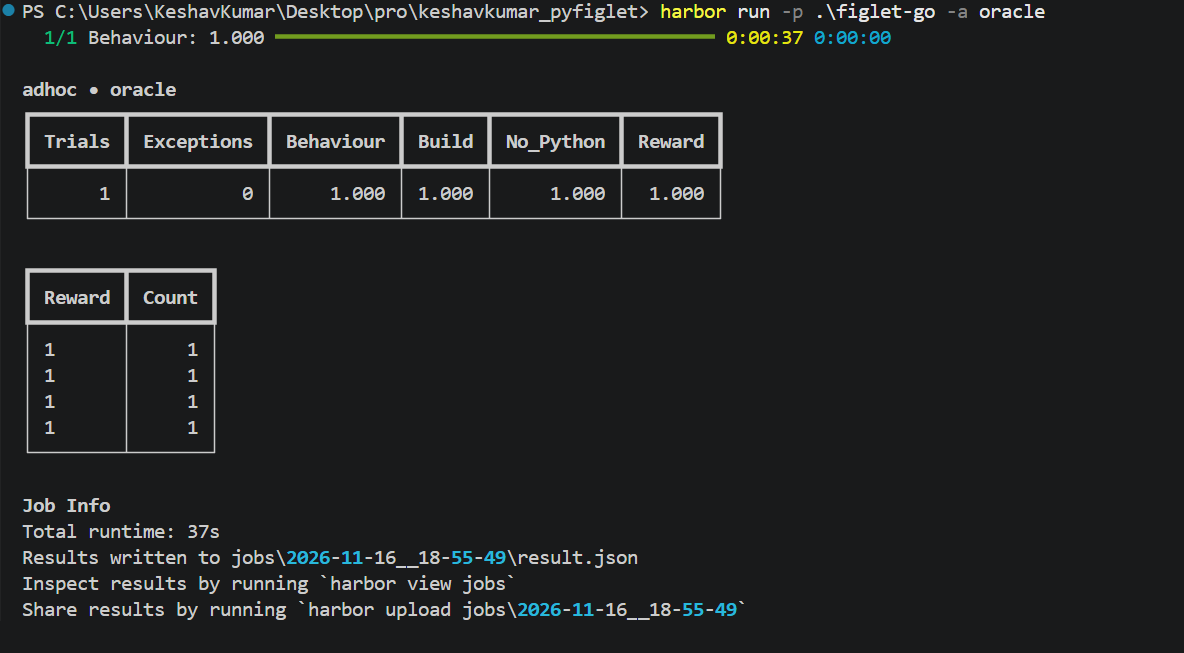 PS C:\Users\KeshavKumar\Desktop\pro\keshavkumar_pyfiglet> harbor run -p .\figlet-go -a oracle
1/1 Behaviour: 1.000 0:00:37 0:00:00
adhoc • oracle
Trials Exceptions Behaviour Build No_Python Reward
1 0 1.000 1.000 1.000 1.000
Reward Count
1 1
1 1
1 1
1 1
Job Info
Total runtime: 37s
Results written to jobs\2026-11-16__18-55-49\result.json
Inspect results by running `harbor view jobs`
Share results by running `harbor upload jobs\2026-11-16__18-55-49`